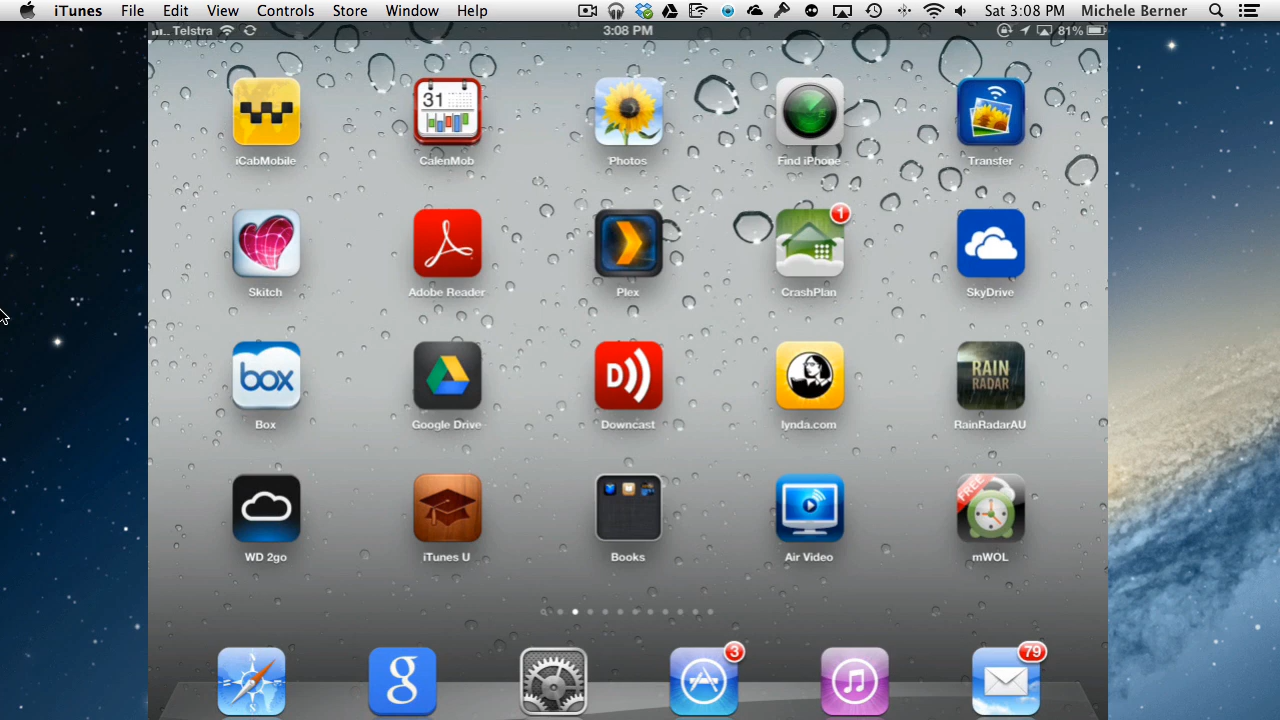 iTunes File Edit View Controls Store Window Help Sat 3:08 PM Michele Berner
Telstra 3:08 PM 81%
31
iCabMobile CalenMob Photos Find iPhone Transfer
1
Skitch Adobe Reader Plex CrashPlan SkyDrive
box D RAIN RADAR
Box Google Drive Downcast lynda.com RainRadarAU
FREE
WD 2go iTunes U Books Air Video mWOL
3 79
g
N
S